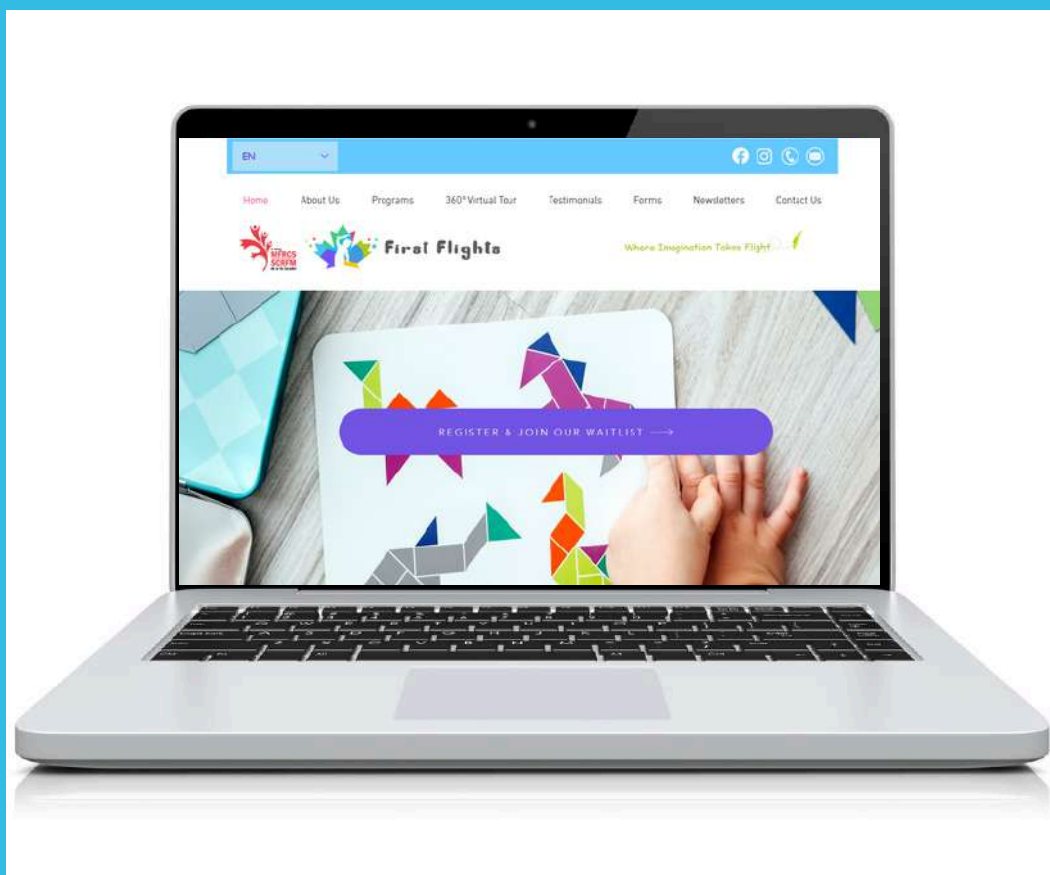 EN
Home About Us Programs 360° Virtual Tour Testimonials Forms Newsletters Contact Us
MFRCS
SCRFM
First Flights
Where Imagination Takes Flight
REGISTER & JOIN OUR WAITLIST